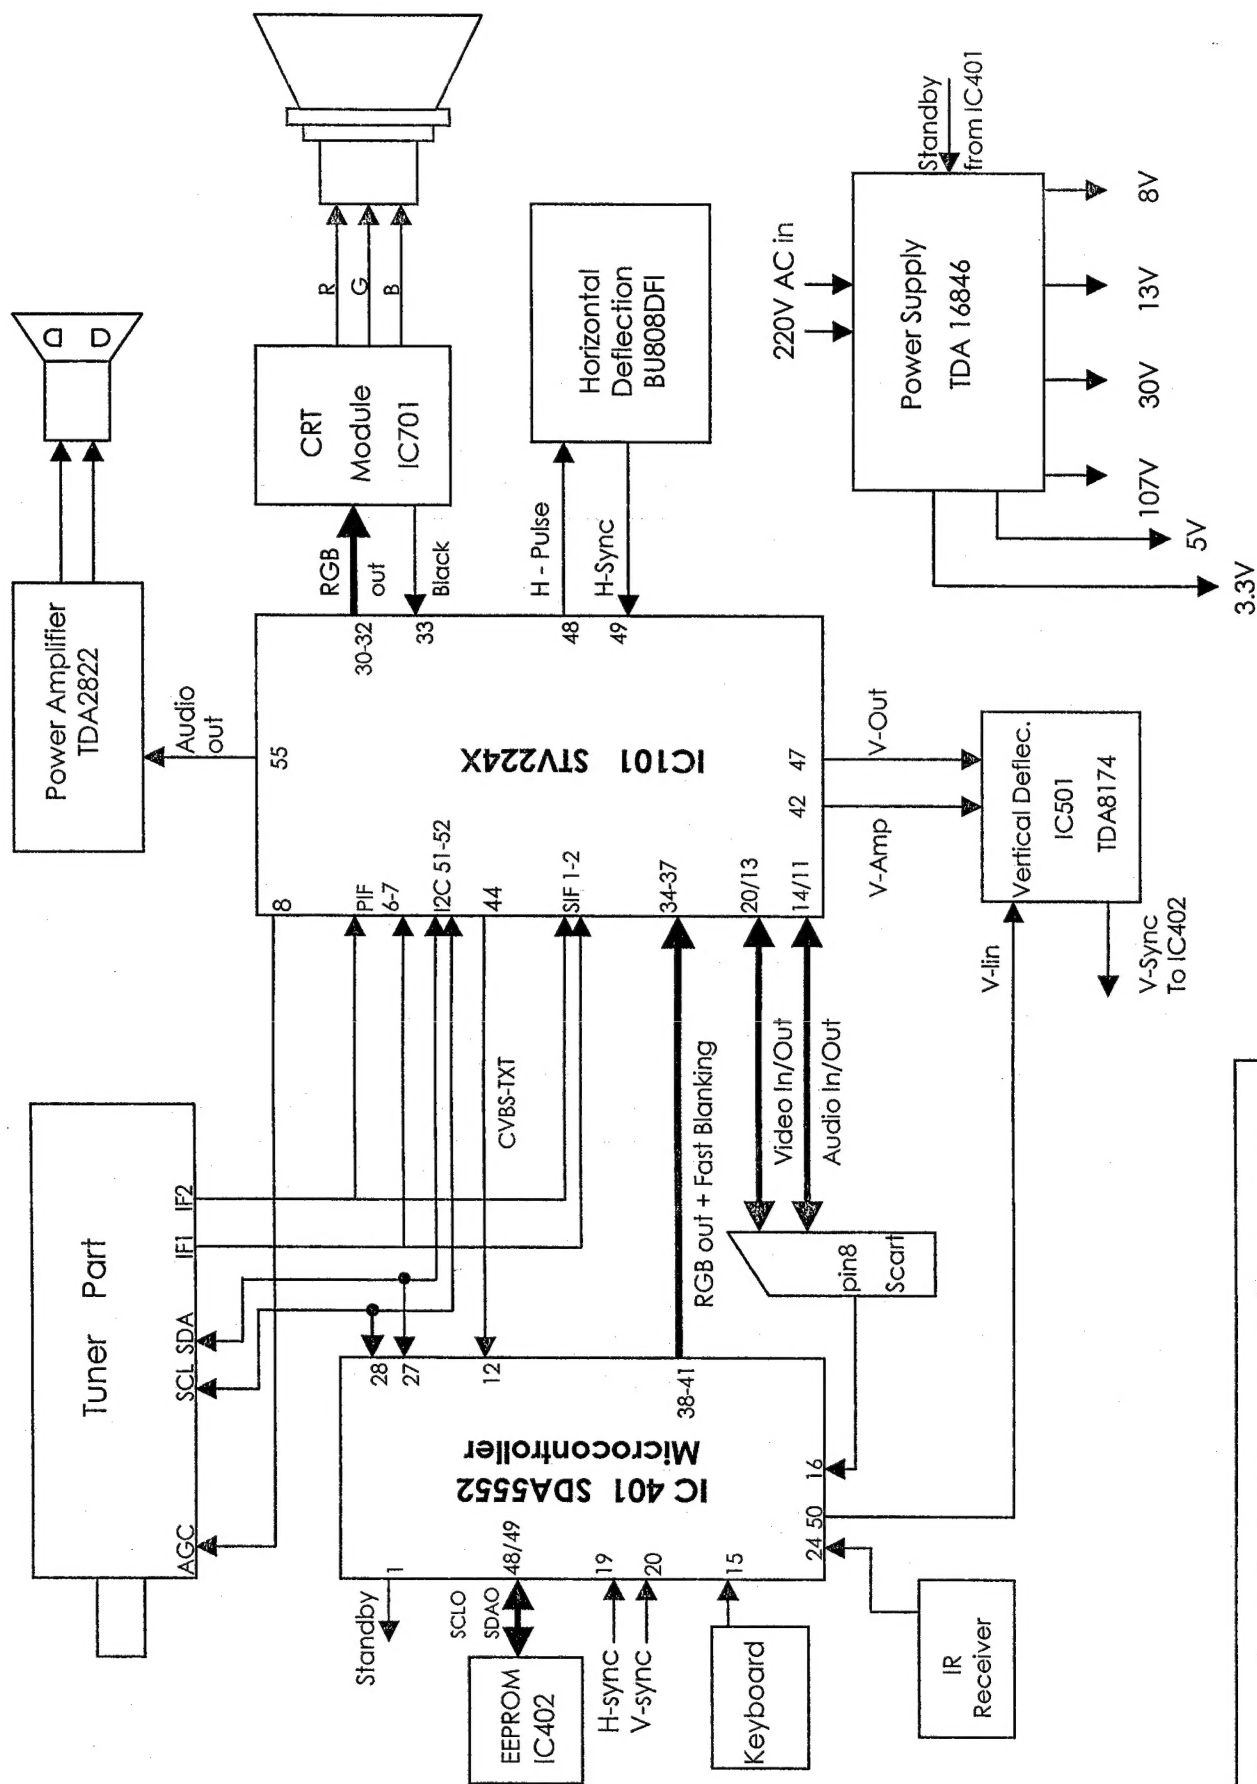 Tuner Part
AGC
SCL
SDA
IF1
IF2
Power Amplifier
TDA2822
Audio
out
R
G
B
CRT
Module
IC701
RGB
out
Black
Horizontal
Deflection
BU808DFI
H - Pulse
H-Sync
IC101 STV224X
8
PIF
6-7
I2C 51-52
44
SIF 1-2
34-37
20/13
14/11
55
30-32
33
48
49
42
47
CVBS-TXT
RGB out + Fast Blanking
Video In/Out
Audio In/Out
pin8
Scart
IC 401 SDA5552
Microcontroller
28
27
12
38-41
1
48/49
19
20
15
24
50
16
Standby
SCLO
SDAO
EEPROM
IC402
H-sync
V-sync
Keyboard
IR
Receiver
V-lin
V-Amp
V-Out
Vertical Deflec.
IC501
TDA8174
V-Sync
To IC402
220V AC in
Standby
from IC401
Power Supply
TDA 16846
3.3V
5V
107V
30V
13V
8V